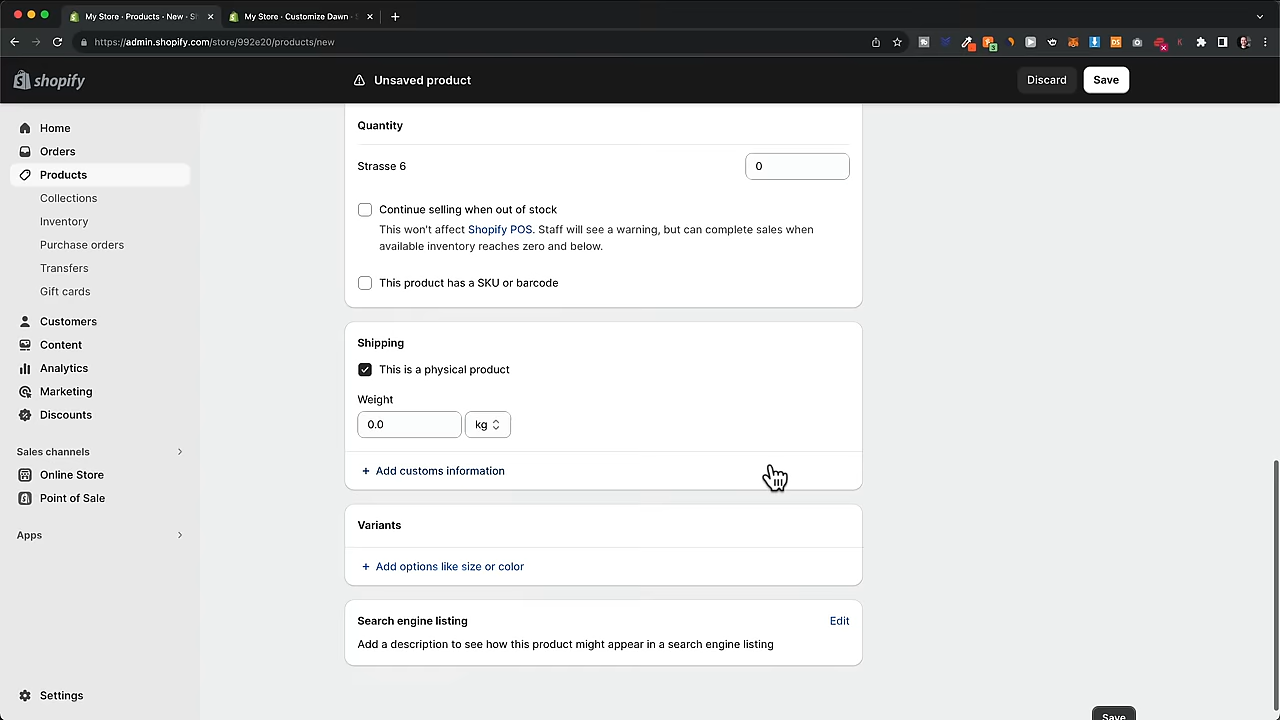 My Store · Products · New · S
My Store · Customize Dawn ·
https://admin.shopify.com/store/992e20/products/new
shopify
Unsaved product
Discard
Save
Home
Orders
Products
Collections
Inventory
Purchase orders
Transfers
Gift cards
Customers
Content
Analytics
Marketing
Discounts
Sales channels
Online Store
Point of Sale
Apps
Settings
Quantity
Strasse 6
0
Continue selling when out of stock
This won't affect Shopify POS. Staff will see a warning, but can complete sales when
available inventory reaches zero and below.
This product has a SKU or barcode
Shipping
This is a physical product
Weight
0.0
kg
+ Add customs information
Variants
+ Add options like size or color
Search engine listing
Edit
Add a description to see how this product might appear in a search engine listing
Save